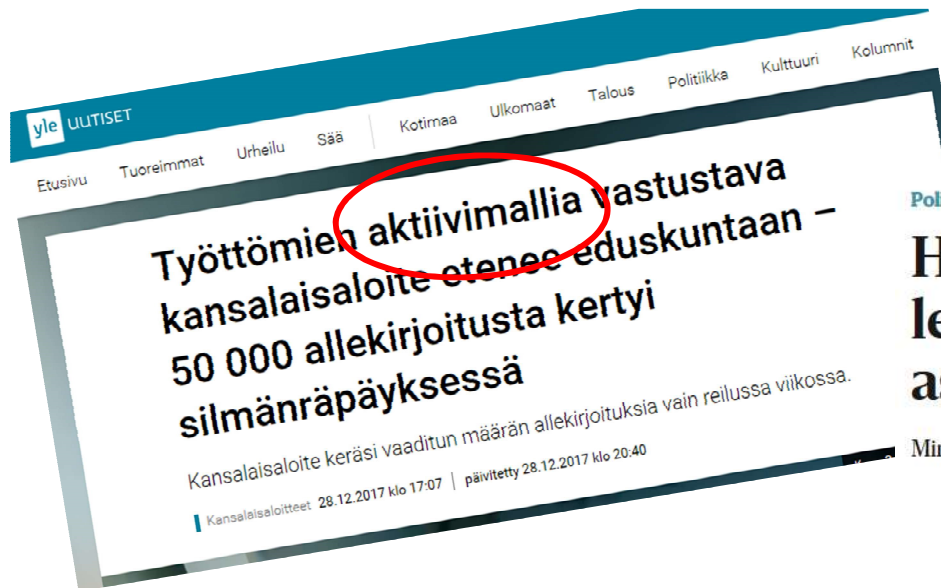 yle UUTISET
Etusivu Tuoreimmat Urheilu Sää Kotimaa Ulkomaat Talous Politiikka Kulttuuri Kolumnit
Työttömien aktiivimallia vastustava
kansalaisaloite etenee eduskuntaan –
50 000 allekirjoitusta kertyi
silmänräpäyksessä
Kansalaisaloite keräsi vaaditun määrän allekirjoituksia vain reilussa viikossa.
Kansalaisaloitteet 28.12.2017 klo 17:07 | päivitetty 28.12.2017 klo 20:40